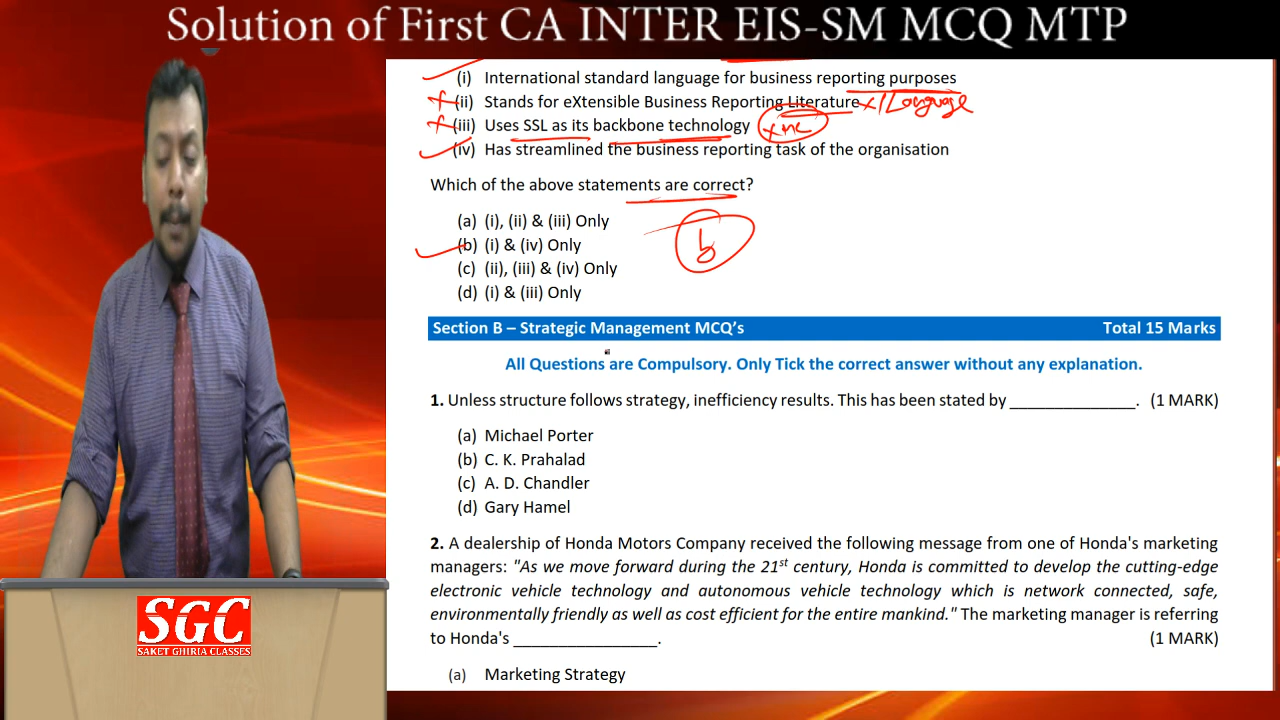 Solution of First CA INTER EIS-SM MCQ MTP
(i) International standard language for business reporting purposes
(ii) Stands for eXtensible Business Reporting Literature x/Language
(iii) Uses SSL as its backbone technology
(iv) Has streamlined the business reporting task of the organisation
Which of the above statements are correct?
(a) (i), (ii) & (iii) Only
(b) (i) & (iv) Only b
(c) (ii), (iii) & (iv) Only
(d) (i) & (iii) Only
Section B – Strategic Management MCQ's Total 15 Marks
All Questions are Compulsory. Only Tick the correct answer without any explanation.
1. Unless structure follows strategy, inefficiency results. This has been stated by ______________. (1 MARK)
(a) Michael Porter
(b) C. K. Prahalad
(c) A. D. Chandler
(d) Gary Hamel
2. A dealership of Honda Motors Company received the following message from one of Honda's marketing
managers: "As we move forward during the 21st century, Honda is committed to develop the cutting-edge
electronic vehicle technology and autonomous vehicle technology which is network connected, safe,
environmentally friendly as well as cost efficient for the entire mankind." The marketing manager is referring
to Honda's ________________. (1 MARK)
(a) Marketing Strategy
SGC
SAKET GHIRIA CLASSES